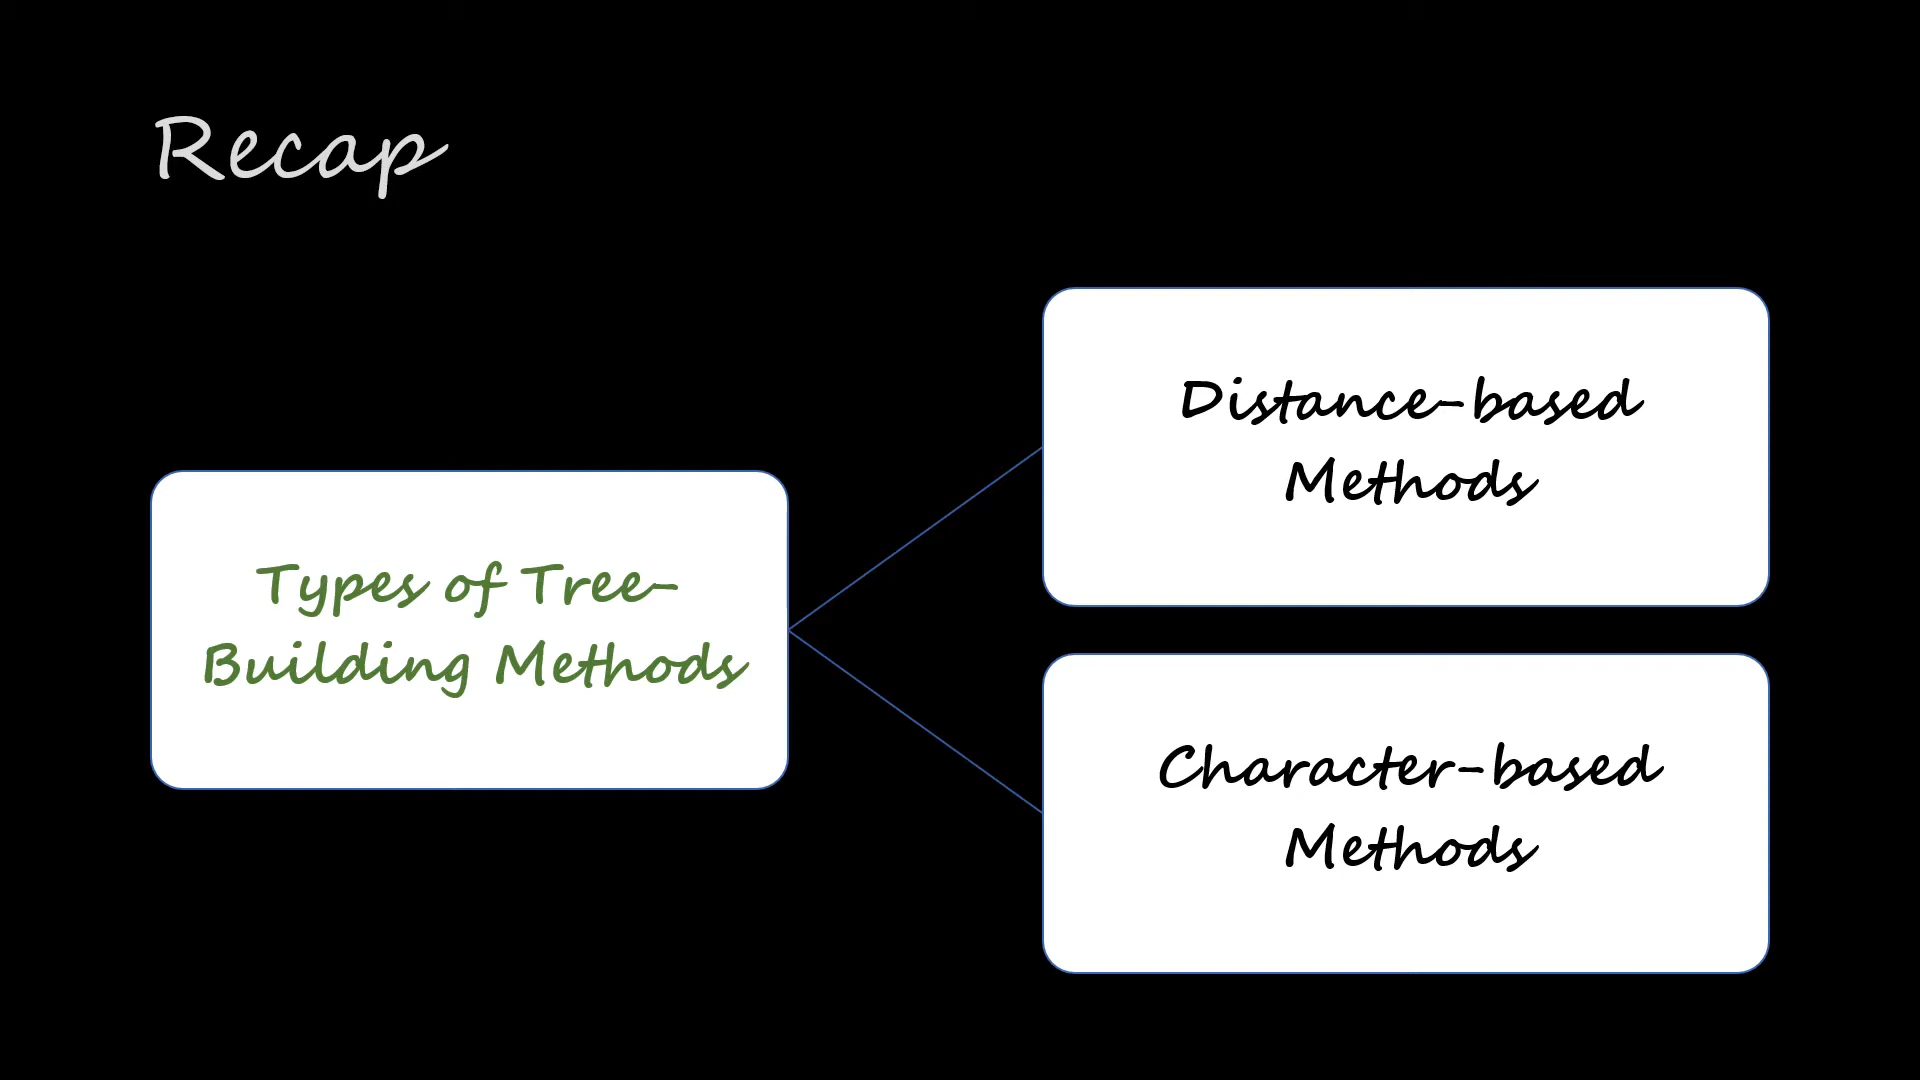 Recap
Types of Tree-
Building Methods
Distance-based
Methods
Character-based
Methods